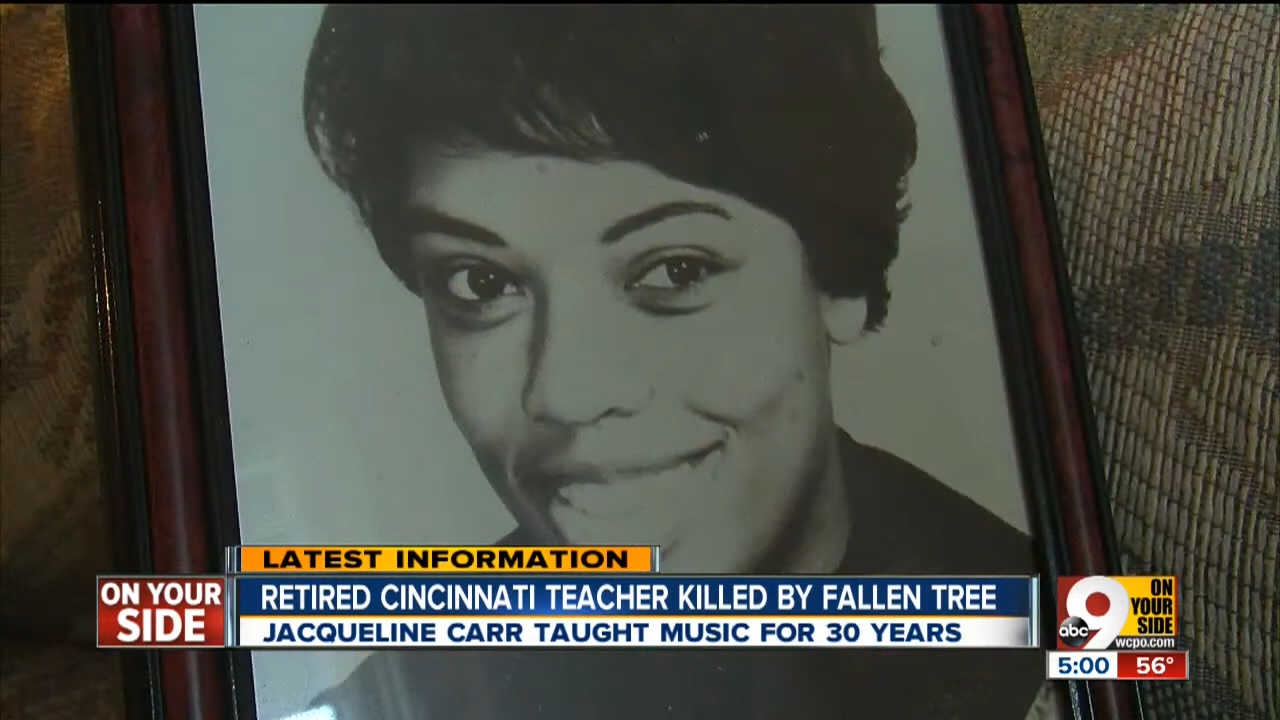 LATEST INFORMATION
ON YOUR
SIDE
RETIRED CINCINNATI TEACHER KILLED BY FALLEN TREE
JACQUELINE CARR TAUGHT MUSIC FOR 30 YEARS
abc 9
ON
YOUR
SIDE
wcpo.com
5:00 56°